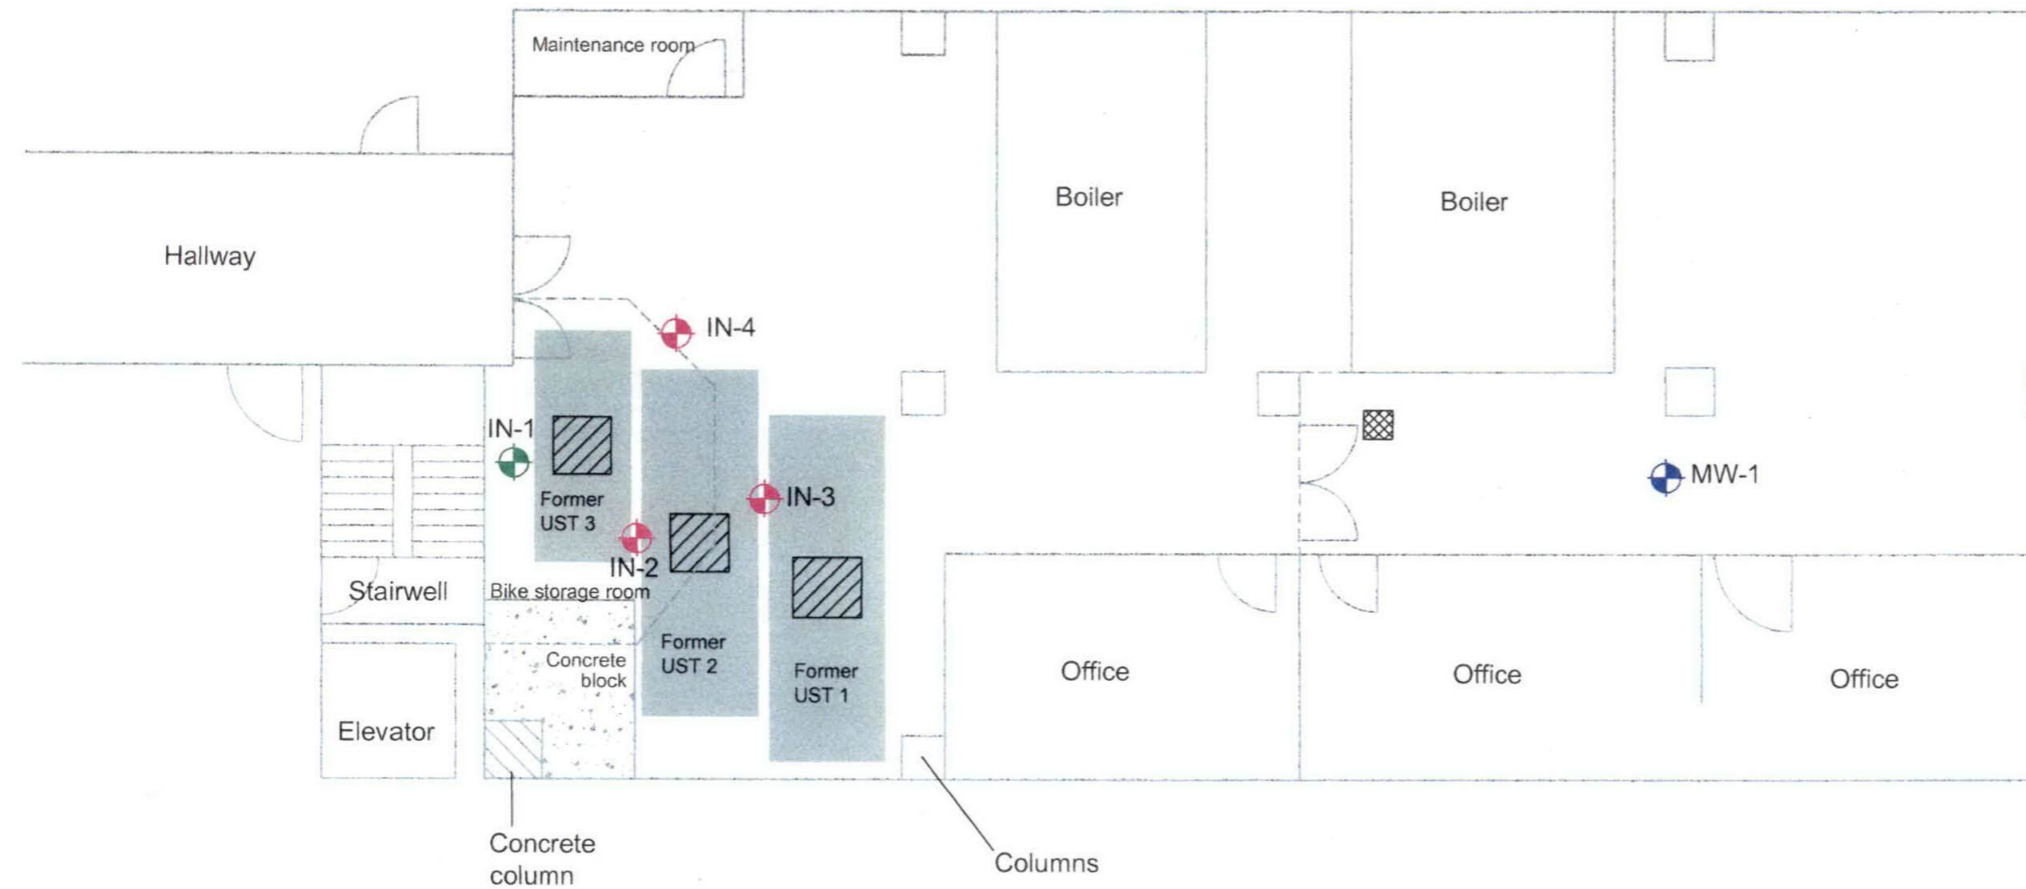 Maintenance room
Boiler
Boiler
Hallway
IN-4
IN-1
MW-1
IN-3
Former
UST 3
IN-2
Stairwell
Bike storage room
Former
UST 2
Concrete
block
Former
UST 1
Office
Office
Office
Elevator
Concrete
column
Columns